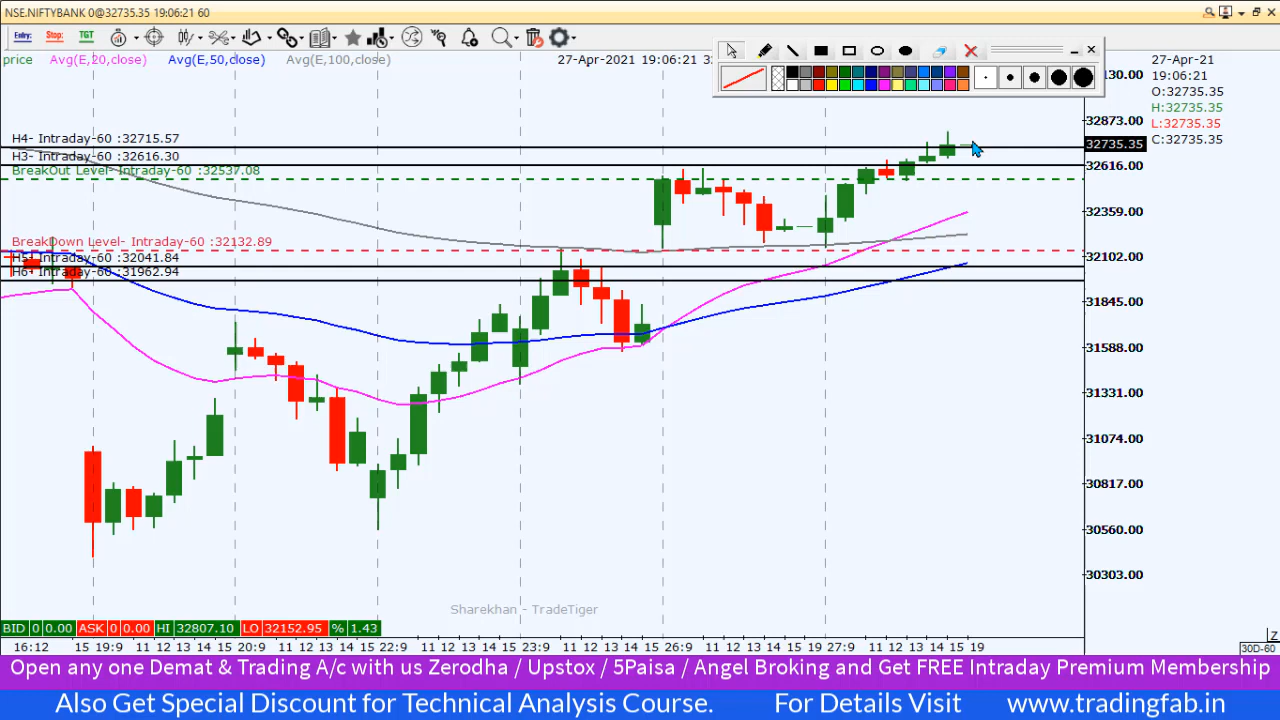 NSE.NIFTYBANK 0@32735.35 19:06:21 60
Entry: Stop: TGT
price Avg(E,20,close) Avg(E,50,close) Avg(E,100,close) 27-Apr-2021 19:06:21
27-Apr-21
19:06:21
O:32735.35
H:32735.35
L:32735.35
C:32735.35
H4- Intraday-60 :32715.57
H3- Intraday-60 :32616.30
BreakOut Level- Intraday-60 :32537.08
BreakDown Level- Intraday-60 :32132.89
H5- Intraday-60 :32041.84
H6- Intraday-60 :31962.94
32873.00
32735.35
32616.00
32359.00
32102.00
31845.00
31588.00
31331.00
31074.00
30817.00
30560.00
30303.00
Sharekhan - TradeTiger
BID 0 0.00 ASK 0 0.00 HI 32807.10 LO 32152.95 % 1.43
16:12 15 19 20:9 11 12 13 14 15 19 22:9 11 12 13 14 15 19 23:9 11 12 13 14 15 19 26:9 11 12 13 14 15 19 27:9 11 12 13 14 15 19
Z
30D-60
Open any one Demat & Trading A/c with us Zerodha / Upstox / 5Paisa / Angel Broking and Get FREE Intraday Premium Membership
Also Get Special Discount for Technical Analysis Course. For Details Visit www.tradingfab.in